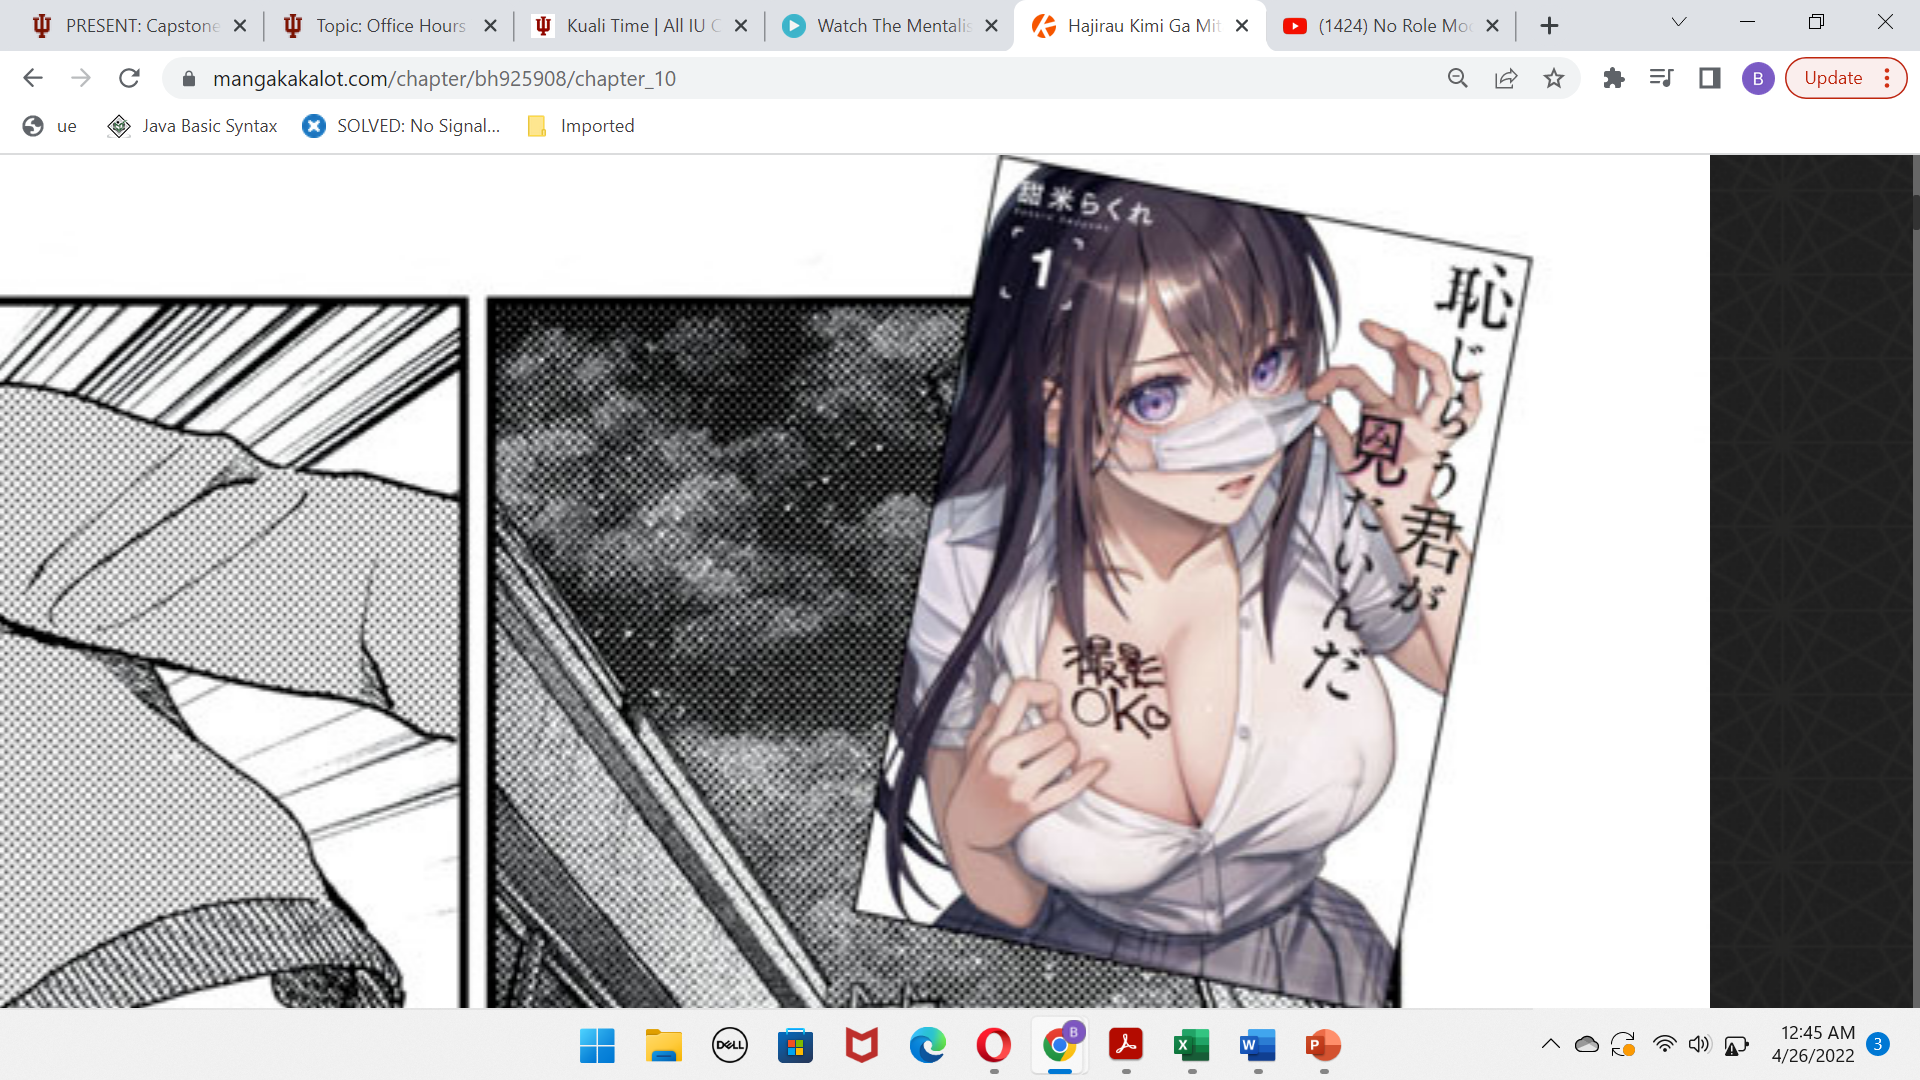 PRESENT: Capstone
Topic: Office Hours
Kuali Time | All IU C
Watch The Mentalis
Hajirau Kimi Ga Mit
(1424) No Role Mod
mangakakalot.com/chapter/bh925908/chapter_10
B
Update
ue
Java Basic Syntax
SOLVED: No Signal...
Imported
甜米らくれ
1
恥じらう君が
見たいんだ
撮影
OK♡
DELL
B
X
W
P
12:45 AM
4/26/2022
3